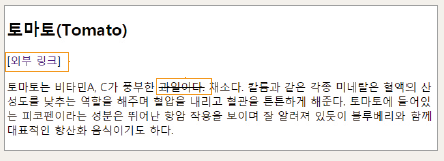 토마토(Tomato)
[외부 링크]
토마토는 비타민A, C가 풍부한 과일이다. 채소다. 칼륨과 같은 각종 미네랄은 혈액의 산
성도를 낮추는 역할을 해주며 혈압을 내리고 혈관을 튼튼하게 해준다. 토마토에 들어있
는 피코펜이라는 성분은 뛰어난 항암 작용을 보이며 잘 알려져 있듯이 블루베리와 함께
대표적인 항산화 음식이기도 하다.